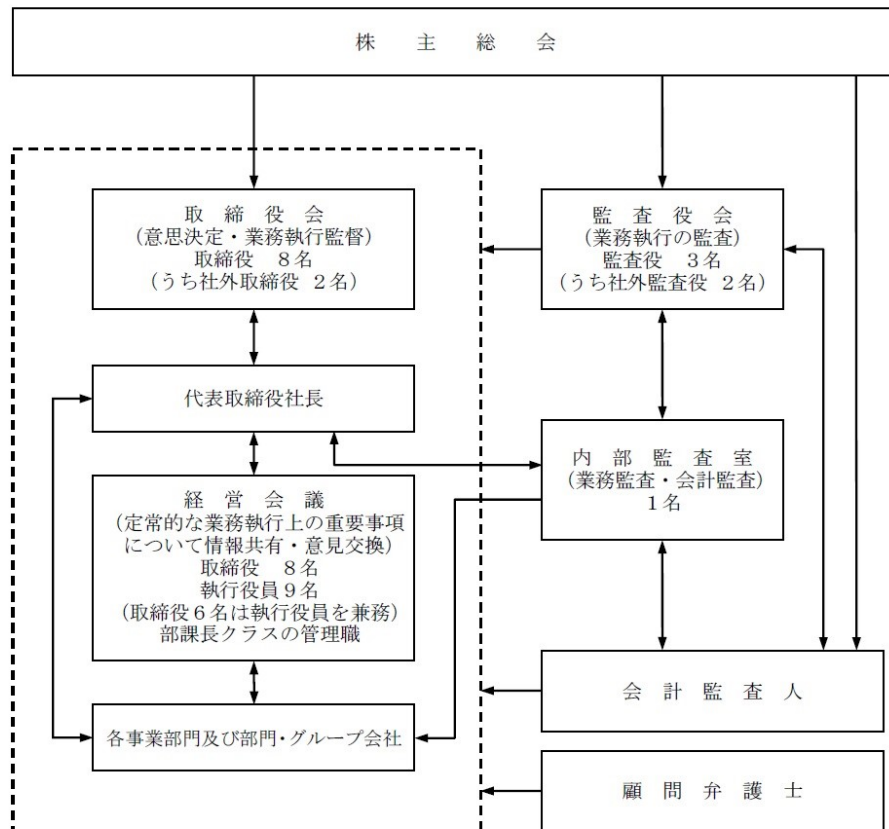 株 主 総 会
取 締 役 会
(意思決定・業務執行監督)
取締役 8名
(うち社外取締役 2名)
監 査 役 会
(業務執行の監査)
監査役 3名
(うち社外監査役 2名)
代表取締役社長
内 部 監 査 室
(業務監査・会計監査)
1名
経 営 会 議
(定常的な業務執行上の重要事項
について情報共有・意見交換)
取締役 8名
執行役員9名
(取締役6名は執行役員を兼務)
部課長クラスの管理職
会 計 監 査 人
各事業部門及び部門・グループ会社
顧 問 弁 護 士